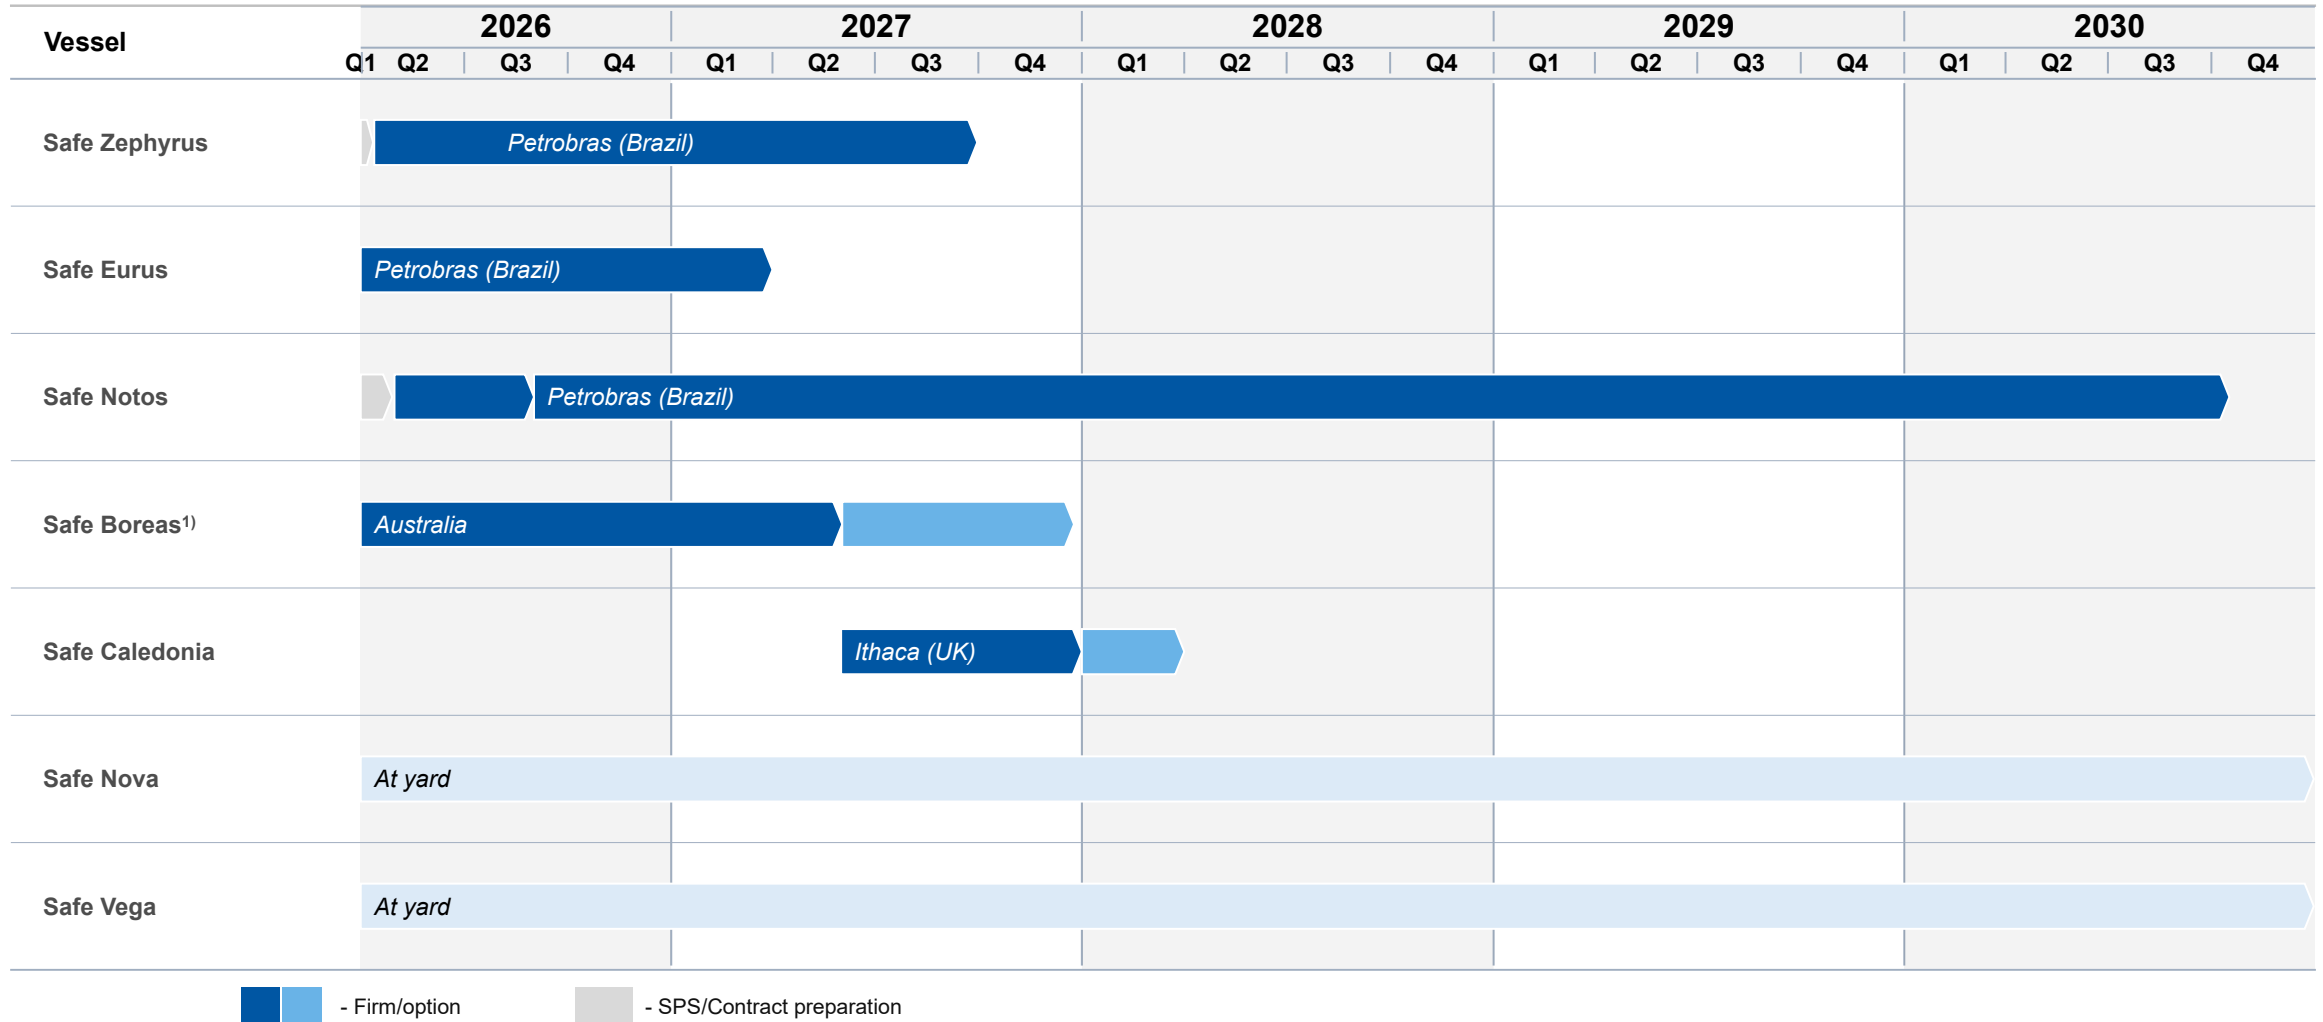 Vessel
2026 2027 2028 2029 2030
Q1 Q2 Q3 Q4 Q1 Q2 Q3 Q4 Q1 Q2 Q3 Q4 Q1 Q2 Q3 Q4 Q1 Q2 Q3 Q4
Safe Zephyrus Petrobras (Brazil)
Safe Eurus Petrobras (Brazil)
Safe Notos Petrobras (Brazil)
Safe Boreas1) Australia
Safe Caledonia Ithaca (UK)
Safe Nova At yard
Safe Vega At yard
- Firm/option - SPS/Contract preparation